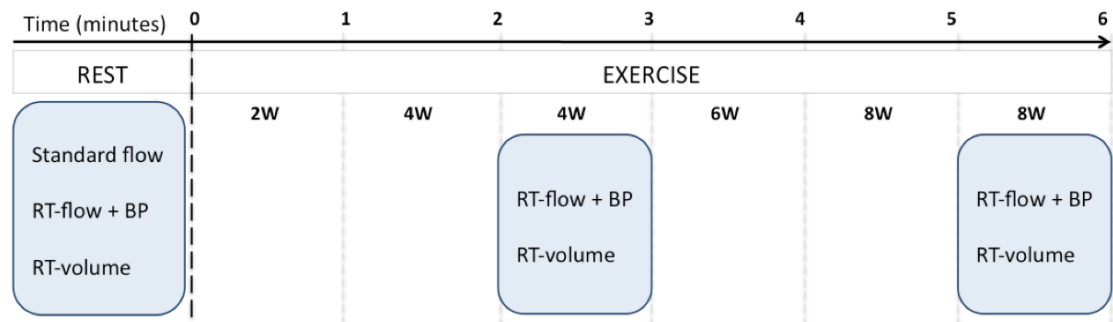 Time (minutes) 0 1 2 3 4 5 6
REST EXERCISE
2W 4W 4W 6W 8W 8W
Standard flow
RT-flow + BP
RT-volume
RT-flow + BP
RT-volume
RT-flow + BP
RT-volume